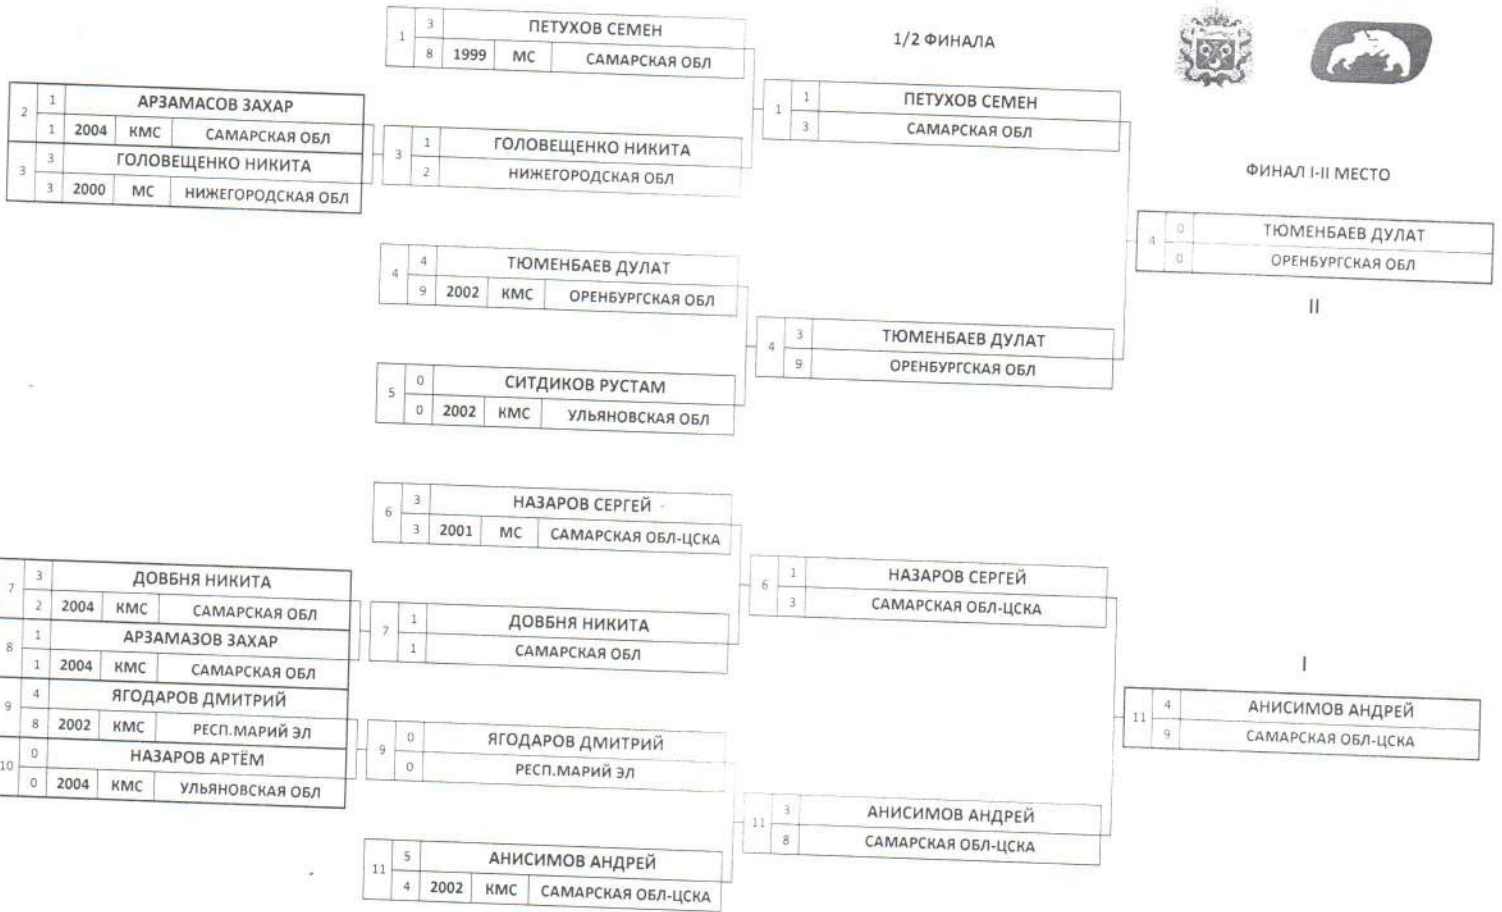 1/2 ФИНАЛА
ФИНАЛ I-II МЕСТО
2 1 АРЗАМАСОВ ЗАХАР
1 2004 КМС САМАРСКАЯ ОБЛ
3 3 ГОЛОВЕЩЕНКО НИКИТА
3 2000 МС НИЖЕГОРОДСКАЯ ОБЛ
7 3 ДОВБНЯ НИКИТА
2 2004 КМС САМАРСКАЯ ОБЛ
8 1 АРЗАМАЗОВ ЗАХАР
1 2004 КМС САМАРСКАЯ ОБЛ
9 4 ЯГОДАРОВ ДМИТРИЙ
8 2002 КМС РЕСП.МАРИЙ ЭЛ
10 0 НАЗАРОВ АРТЁМ
0 2004 КМС УЛЬЯНОВСКАЯ ОБЛ
1 3 ПЕТУХОВ СЕМЕН
8 1999 МС САМАРСКАЯ ОБЛ
3 1 ГОЛОВЕЩЕНКО НИКИТА
2 НИЖЕГОРОДСКАЯ ОБЛ
4 4 ТЮМЕНБАЕВ ДУЛАТ
9 2002 КМС ОРЕНБУРГСКАЯ ОБЛ
5 0 СИТДИКОВ РУСТАМ
0 2002 КМС УЛЬЯНОВСКАЯ ОБЛ
6 3 НАЗАРОВ СЕРГЕЙ
3 2001 МС САМАРСКАЯ ОБЛ-ЦСКА
7 1 ДОВБНЯ НИКИТА
1 САМАРСКАЯ ОБЛ
9 0 ЯГОДАРОВ ДМИТРИЙ
0 РЕСП.МАРИЙ ЭЛ
11 5 АНИСИМОВ АНДРЕЙ
4 2002 КМС САМАРСКАЯ ОБЛ-ЦСКА
1 1 ПЕТУХОВ СЕМЕН
3 САМАРСКАЯ ОБЛ
4 3 ТЮМЕНБАЕВ ДУЛАТ
9 ОРЕНБУРГСКАЯ ОБЛ
6 1 НАЗАРОВ СЕРГЕЙ
3 САМАРСКАЯ ОБЛ-ЦСКА
11 3 АНИСИМОВ АНДРЕЙ
8 САМАРСКАЯ ОБЛ-ЦСКА
4 0 ТЮМЕНБАЕВ ДУЛАТ
0 ОРЕНБУРГСКАЯ ОБЛ
II
I
11 4 АНИСИМОВ АНДРЕЙ
9 САМАРСКАЯ ОБЛ-ЦСКА